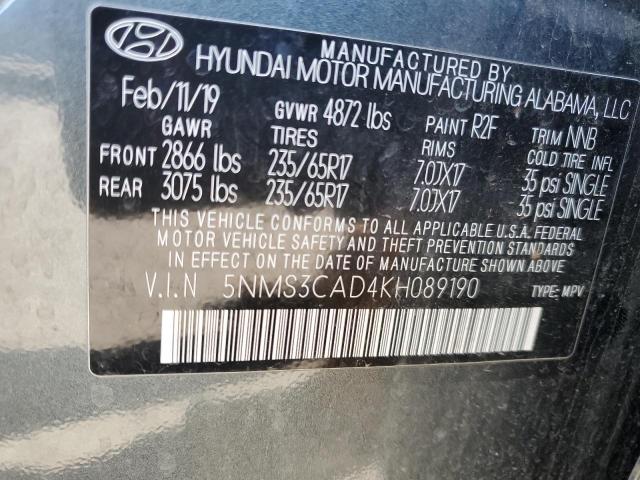 MANUFACTURED BY
HYUNDAI MOTOR MANUFACTURING ALABAMA, LLC
Feb/11/19 GVWR 4872 lbs PAINT R2F TRIM NNB
GAWR TIRES RIMS COLD TIRE INFL
FRONT 2866 lbs 235/65R17 7.0JX17 35 psi SINGLE
REAR 3075 lbs 235/65R17 7.0JX17 35 psi SINGLE
THIS VEHICLE CONFORMS TO ALL APPLICABLE U.S.A. FEDERAL
MOTOR VEHICLE SAFETY AND THEFT PREVENTION STANDARDS
IN EFFECT ON THE DATE OF MANUFACTURE SHOWN ABOVE.
V.I.N 5NMS3CAD4KH089190 TYPE: MPV